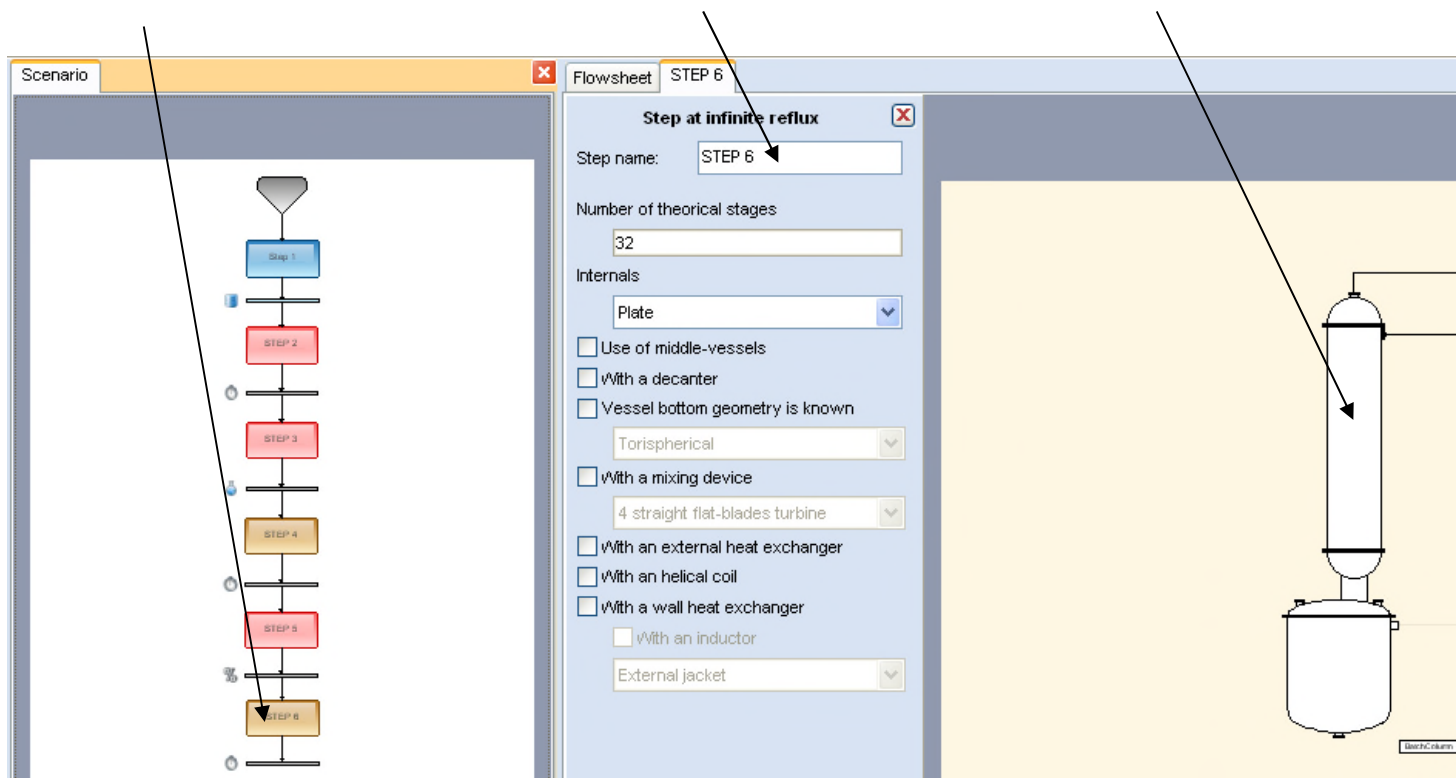 Scenario
Step 1
STEP 2
STEP 3
STEP 4
STEP 5
STEP 6
Flowsheet
STEP 6
Step at infinite reflux
Step name:
STEP 6
Number of theorical stages
32
Internals
Plate
Use of middle-vessels
With a decanter
Vessel bottom geometry is known
Torispherical
With a mixing device
4 straight flat-blades turbine
With an external heat exchanger
With an helical coil
With a wall heat exchanger
With an inductor
External jacket
BatchColumn